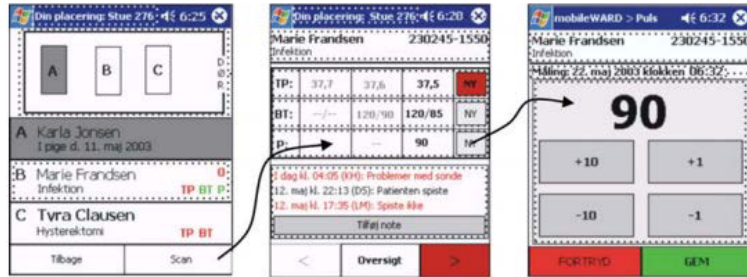 Din placering: Stue 276 6:25
A B C
DØR
A Karla Jonsen
I pige d. 11. maj 2003
B Marie Frandsen
Infektion TP BT P
C Tyra Clausen
Hysterektomi TP BT
Tilbage Scan
Din placering: Stue 276 6:28
Marie Frandsen 230245-1550
Infektion
TP: 37,7 37,6 37,5 NY
BT: --/-- 120/90 120/85 NY
P: -- 90 NY
I dag kl. 04:05 (KH): Problemer med sonde
12. maj kl. 22:13 (DS): Patienten spiste
12. maj kl. 17:35 (LM): Spiste ikke
Tilføj note
< Oversigt >
mobileWARD > Puls 6:32
Marie Frandsen 230245-1550
Infektion
Måling: 22. maj 2003 klokken 06:32
90
+10 +1
-10 -1
FORTRYD GEM